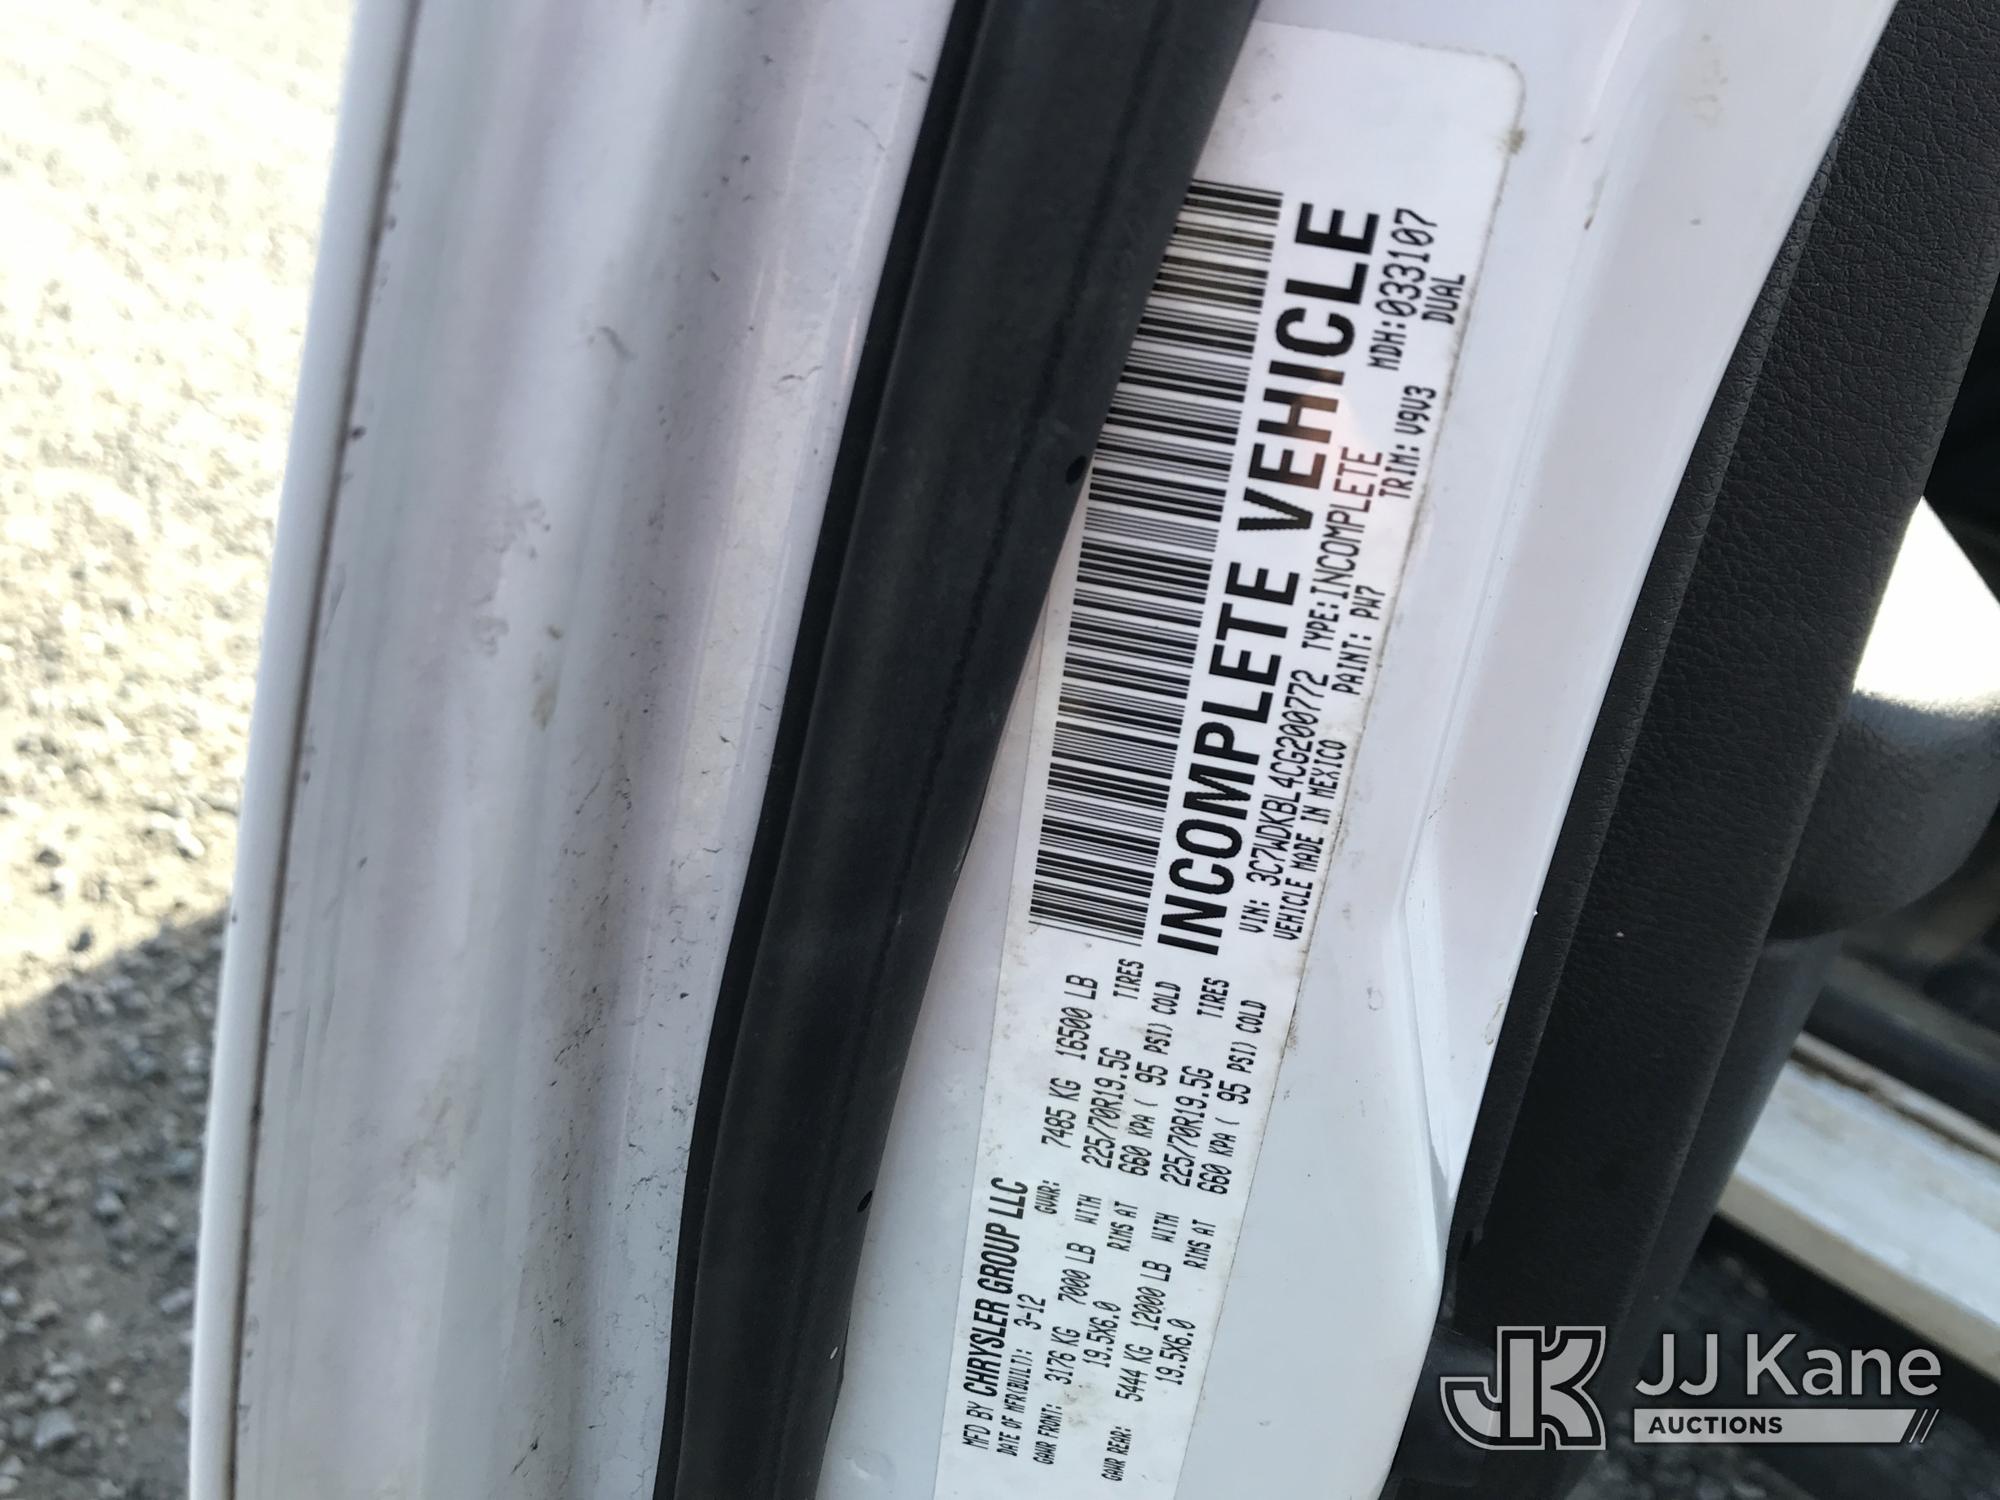 MFD BY CHRYSLER GROUP LLC
DATE OF MFR(BUILT): 3-12 GVWR: 7485 KG 16500 LB
GAWR FRONT: 3176 KG 7000 LB WITH 225/70R19.5G TIRES
19.5X6.0 RIMS AT 660 KPA ( 95 PSI) COLD
GAWR REAR: 5444 KG 12000 LB WITH 225/70R19.5G TIRES
19.5X6.0 RIMS AT 660 KPA ( 95 PSI) COLD
INCOMPLETE VEHICLE
VIN: 3C7WDKBL4CG200772 TYPE:INCOMPLETE MDH:033107
VEHICLE MADE IN MEXICO PAINT: PW7 TRIM: V9V3 DUAL
JK JJ Kane
AUCTIONS